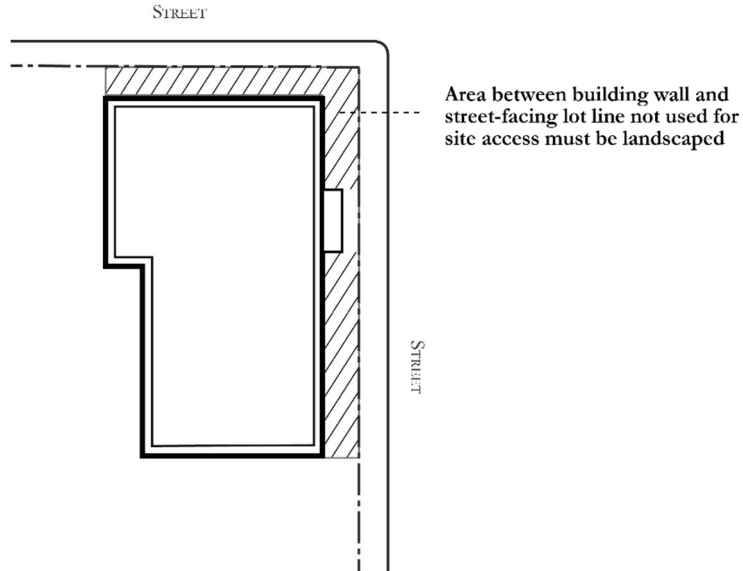 STREET
Area between building wall and
street-facing lot line not used for
site access must be landscaped
STREET